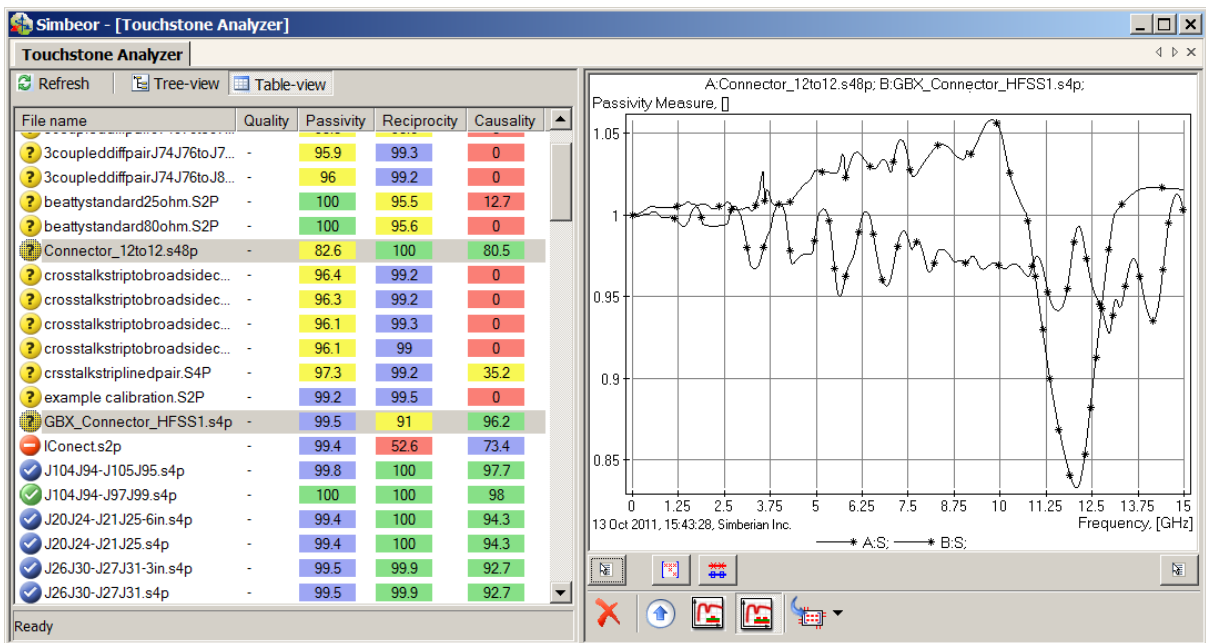 Simbeor - [Touchstone Analyzer]
Touchstone Analyzer
Refresh Tree-view Table-view
File name Quality Passivity Reciprocity Causality
3coupleddiffpairJ74J76toJ7... - 95.9 99.3 0
3coupleddiffpairJ74J76toJ8... - 96 99.2 0
beattystandard25ohm.S2P - 100 95.5 12.7
beattystandard80ohm.S2P - 100 95.6 0
Connector_12to12.s48p - 82.6 100 80.5
crosstalkstriptobroadsidec... - 96.4 99.2 0
crosstalkstriptobroadsidec... - 96.3 99.2 0
crosstalkstriptobroadsidec... - 96.1 99.3 0
crosstalkstriptobroadsidec... - 96.1 99 0
crsstalkstriplinedpair.S4P - 97.3 99.2 35.2
example calibration.S2P - 99.2 99.5 0
GBX_Connector_HFSS1.s4p - 99.5 91 96.2
IConect.s2p - 99.4 52.6 73.4
J104J94-J105J95.s4p - 99.8 100 97.7
J104J94-J97J99.s4p - 100 100 98
J20J24-J21J25-6in.s4p - 99.4 100 94.3
J20J24-J21J25.s4p - 99.4 100 94.3
J26J30-J27J31-3in.s4p - 99.5 99.9 92.7
J26J30-J27J31.s4p - 99.5 99.9 92.7
Ready
A:Connector_12to12.s48p; B:GBX_Connector_HFSS1.s4p;
Passivity Measure, []
1.05
1
0.95
0.9
0.85
0 1.25 2.5 3.75 5 6.25 7.5 8.75 10 11.25 12.5 13.75 15
13 Oct 2011, 15:43:28, Simberian Inc.
Frequency, [GHz]
A:S; B:S;